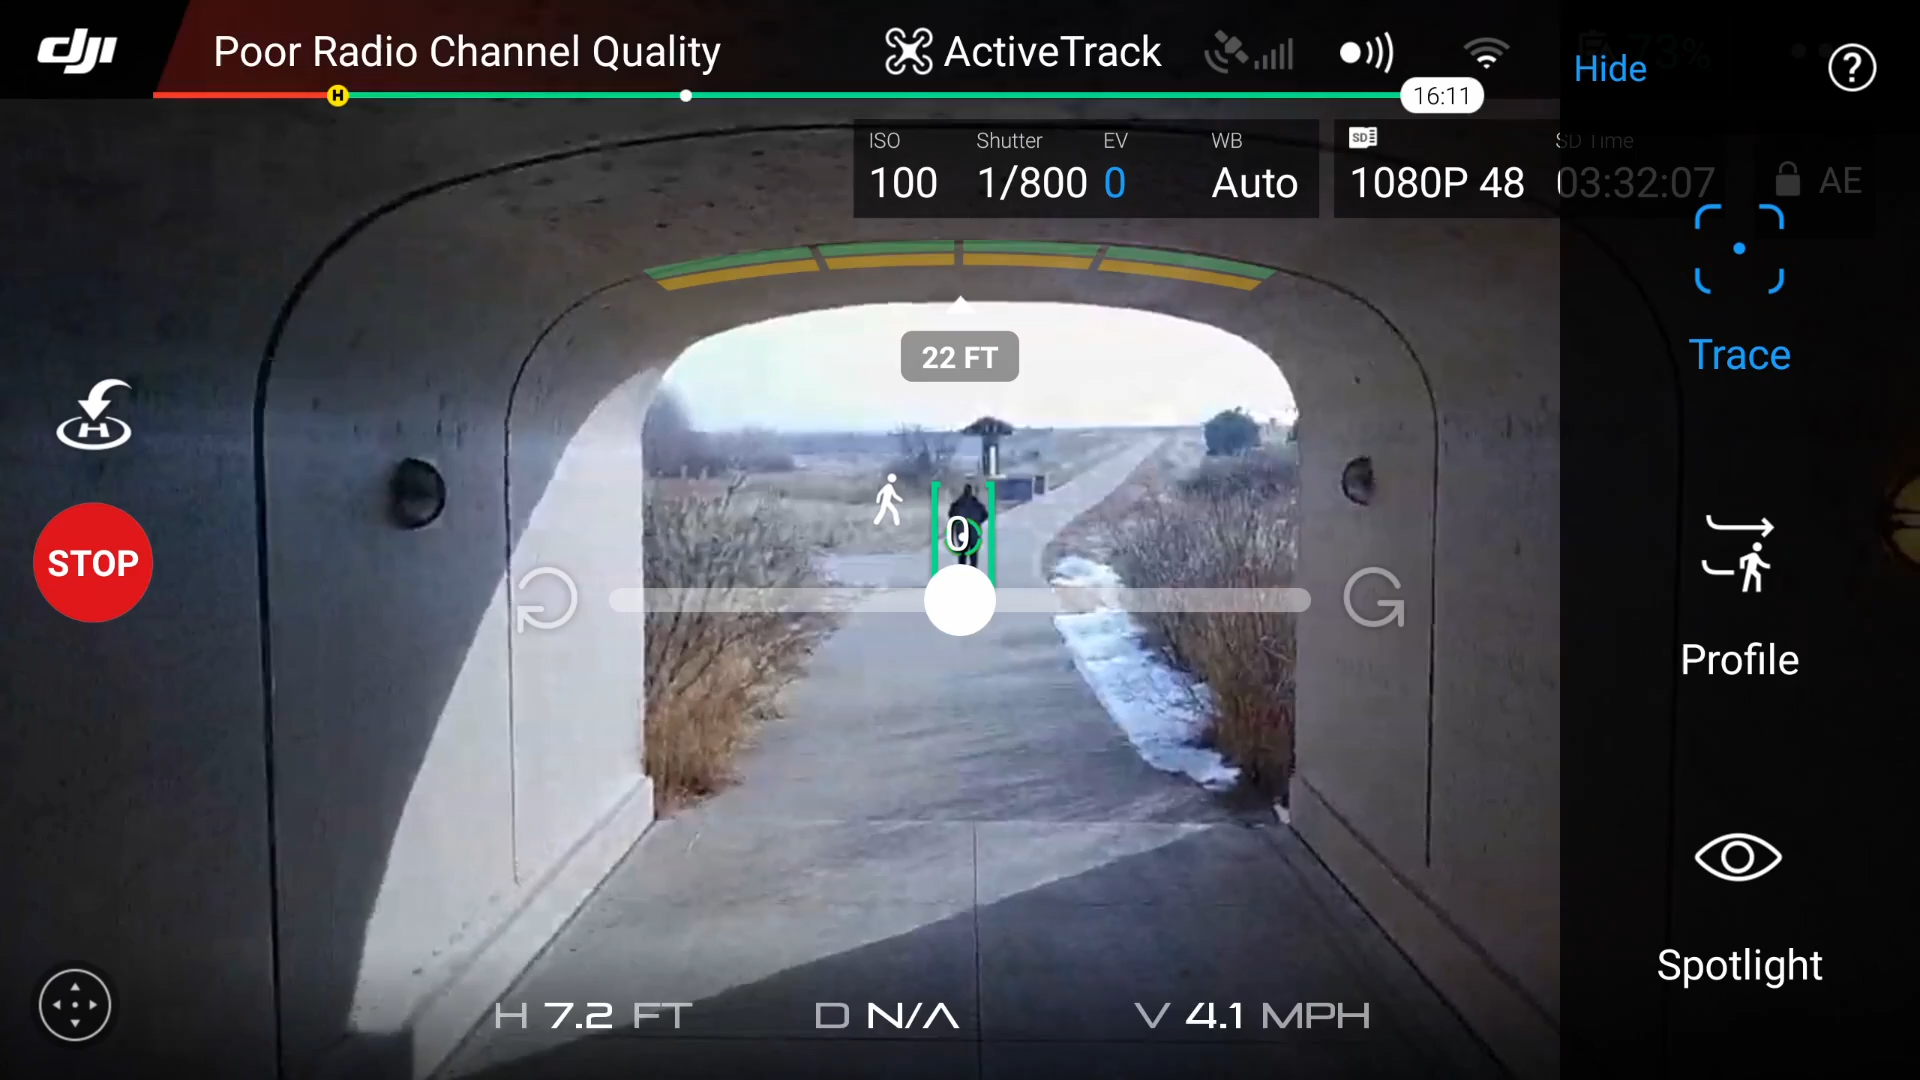 dji
Poor Radio Channel Quality
ActiveTrack
73%
Hide
?
H
16:11
ISO
100
Shutter
1/800
EV
0
WB
Auto
SD
1080P 48
SD Time
03:32:07
AE
22 FT
Trace
H
0
STOP
Profile
Spotlight
H 7.2 FT
D N/A
V 4.1 MPH